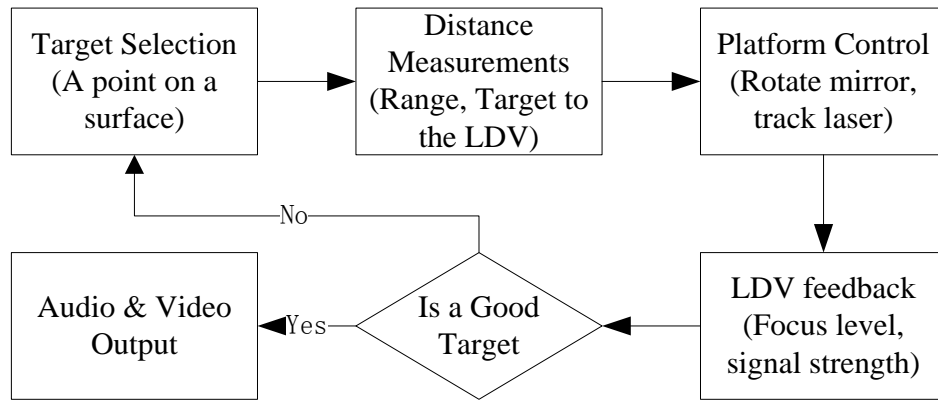 Target Selection
(A point on a
surface)
Distance
Measurements
(Range, Target to
the LDV)
Platform Control
(Rotate mirror,
track laser)
No
Audio & Video
Output
Yes
Is a Good
Target
LDV feedback
(Focus level,
signal strength)